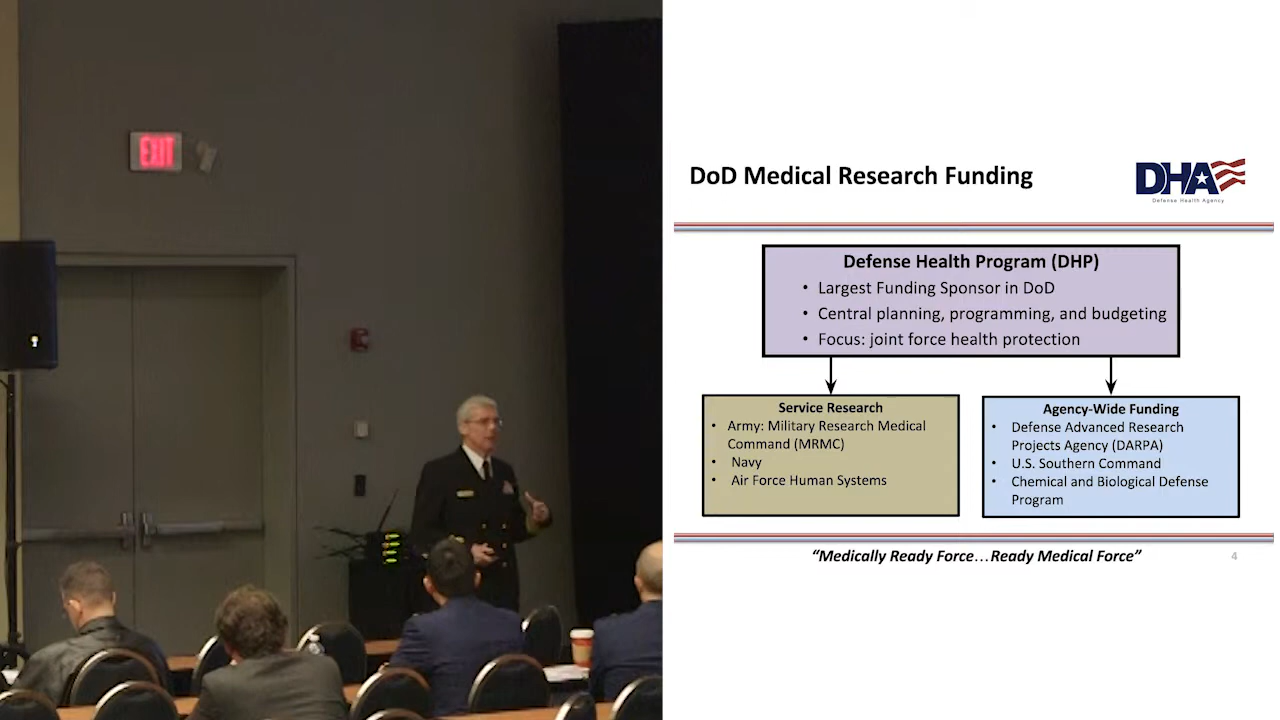 EXIT
DoD Medical Research Funding
DHA
Defense Health Agency
Defense Health Program (DHP)
• Largest Funding Sponsor in DoD
• Central planning, programming, and budgeting
• Focus: joint force health protection
Service Research
• Army: Military Research Medical
Command (MRMC)
• Navy
• Air Force Human Systems
Agency-Wide Funding
• Defense Advanced Research
Projects Agency (DARPA)
• U.S. Southern Command
• Chemical and Biological Defense
Program
“Medically Ready Force…Ready Medical Force”
4